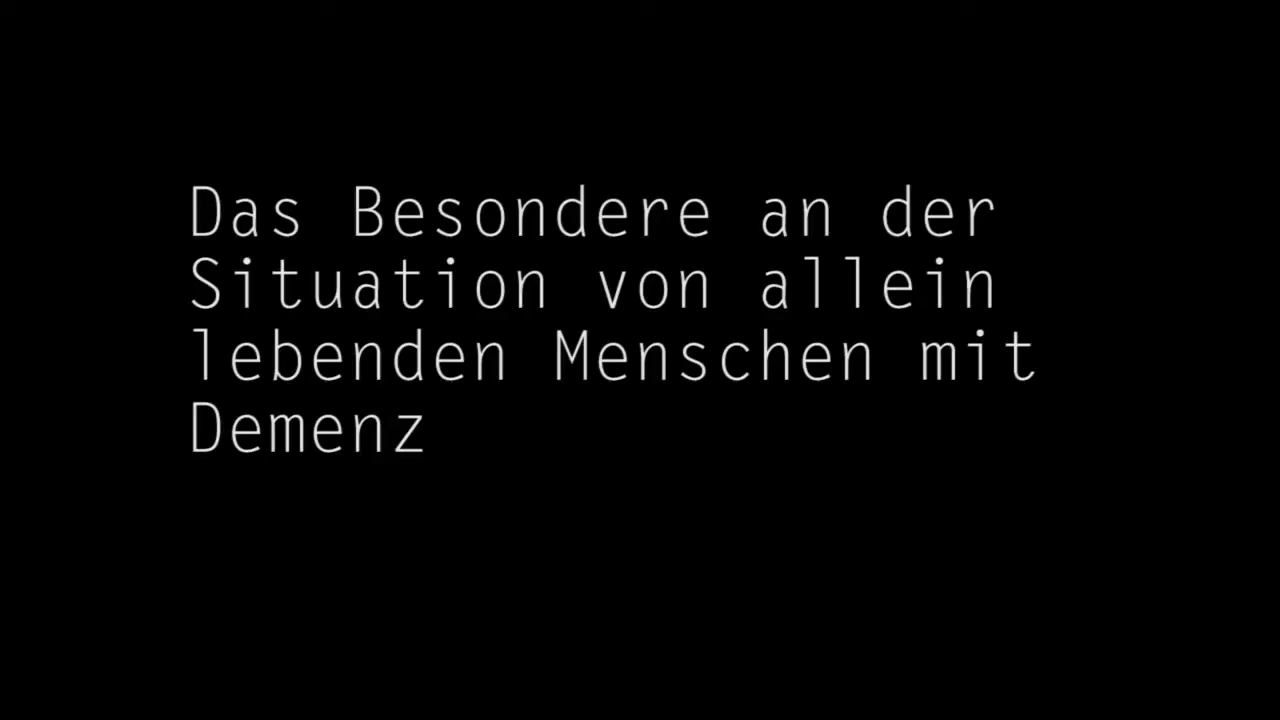 Das Besondere an der
Situation von allein
lebenden Menschen mit
Demenz